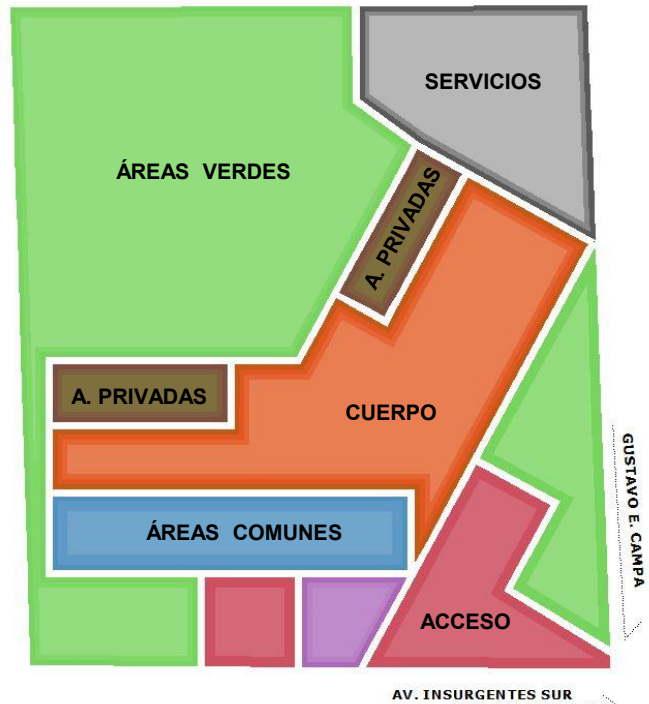 SERVICIOS
ÁREAS VERDES
A. PRIVADAS
A. PRIVADAS
CUERPO
GUSTAVO E. CAMPA
ÁREAS COMUNES
ACCESO
AV. INSURGENTES SUR